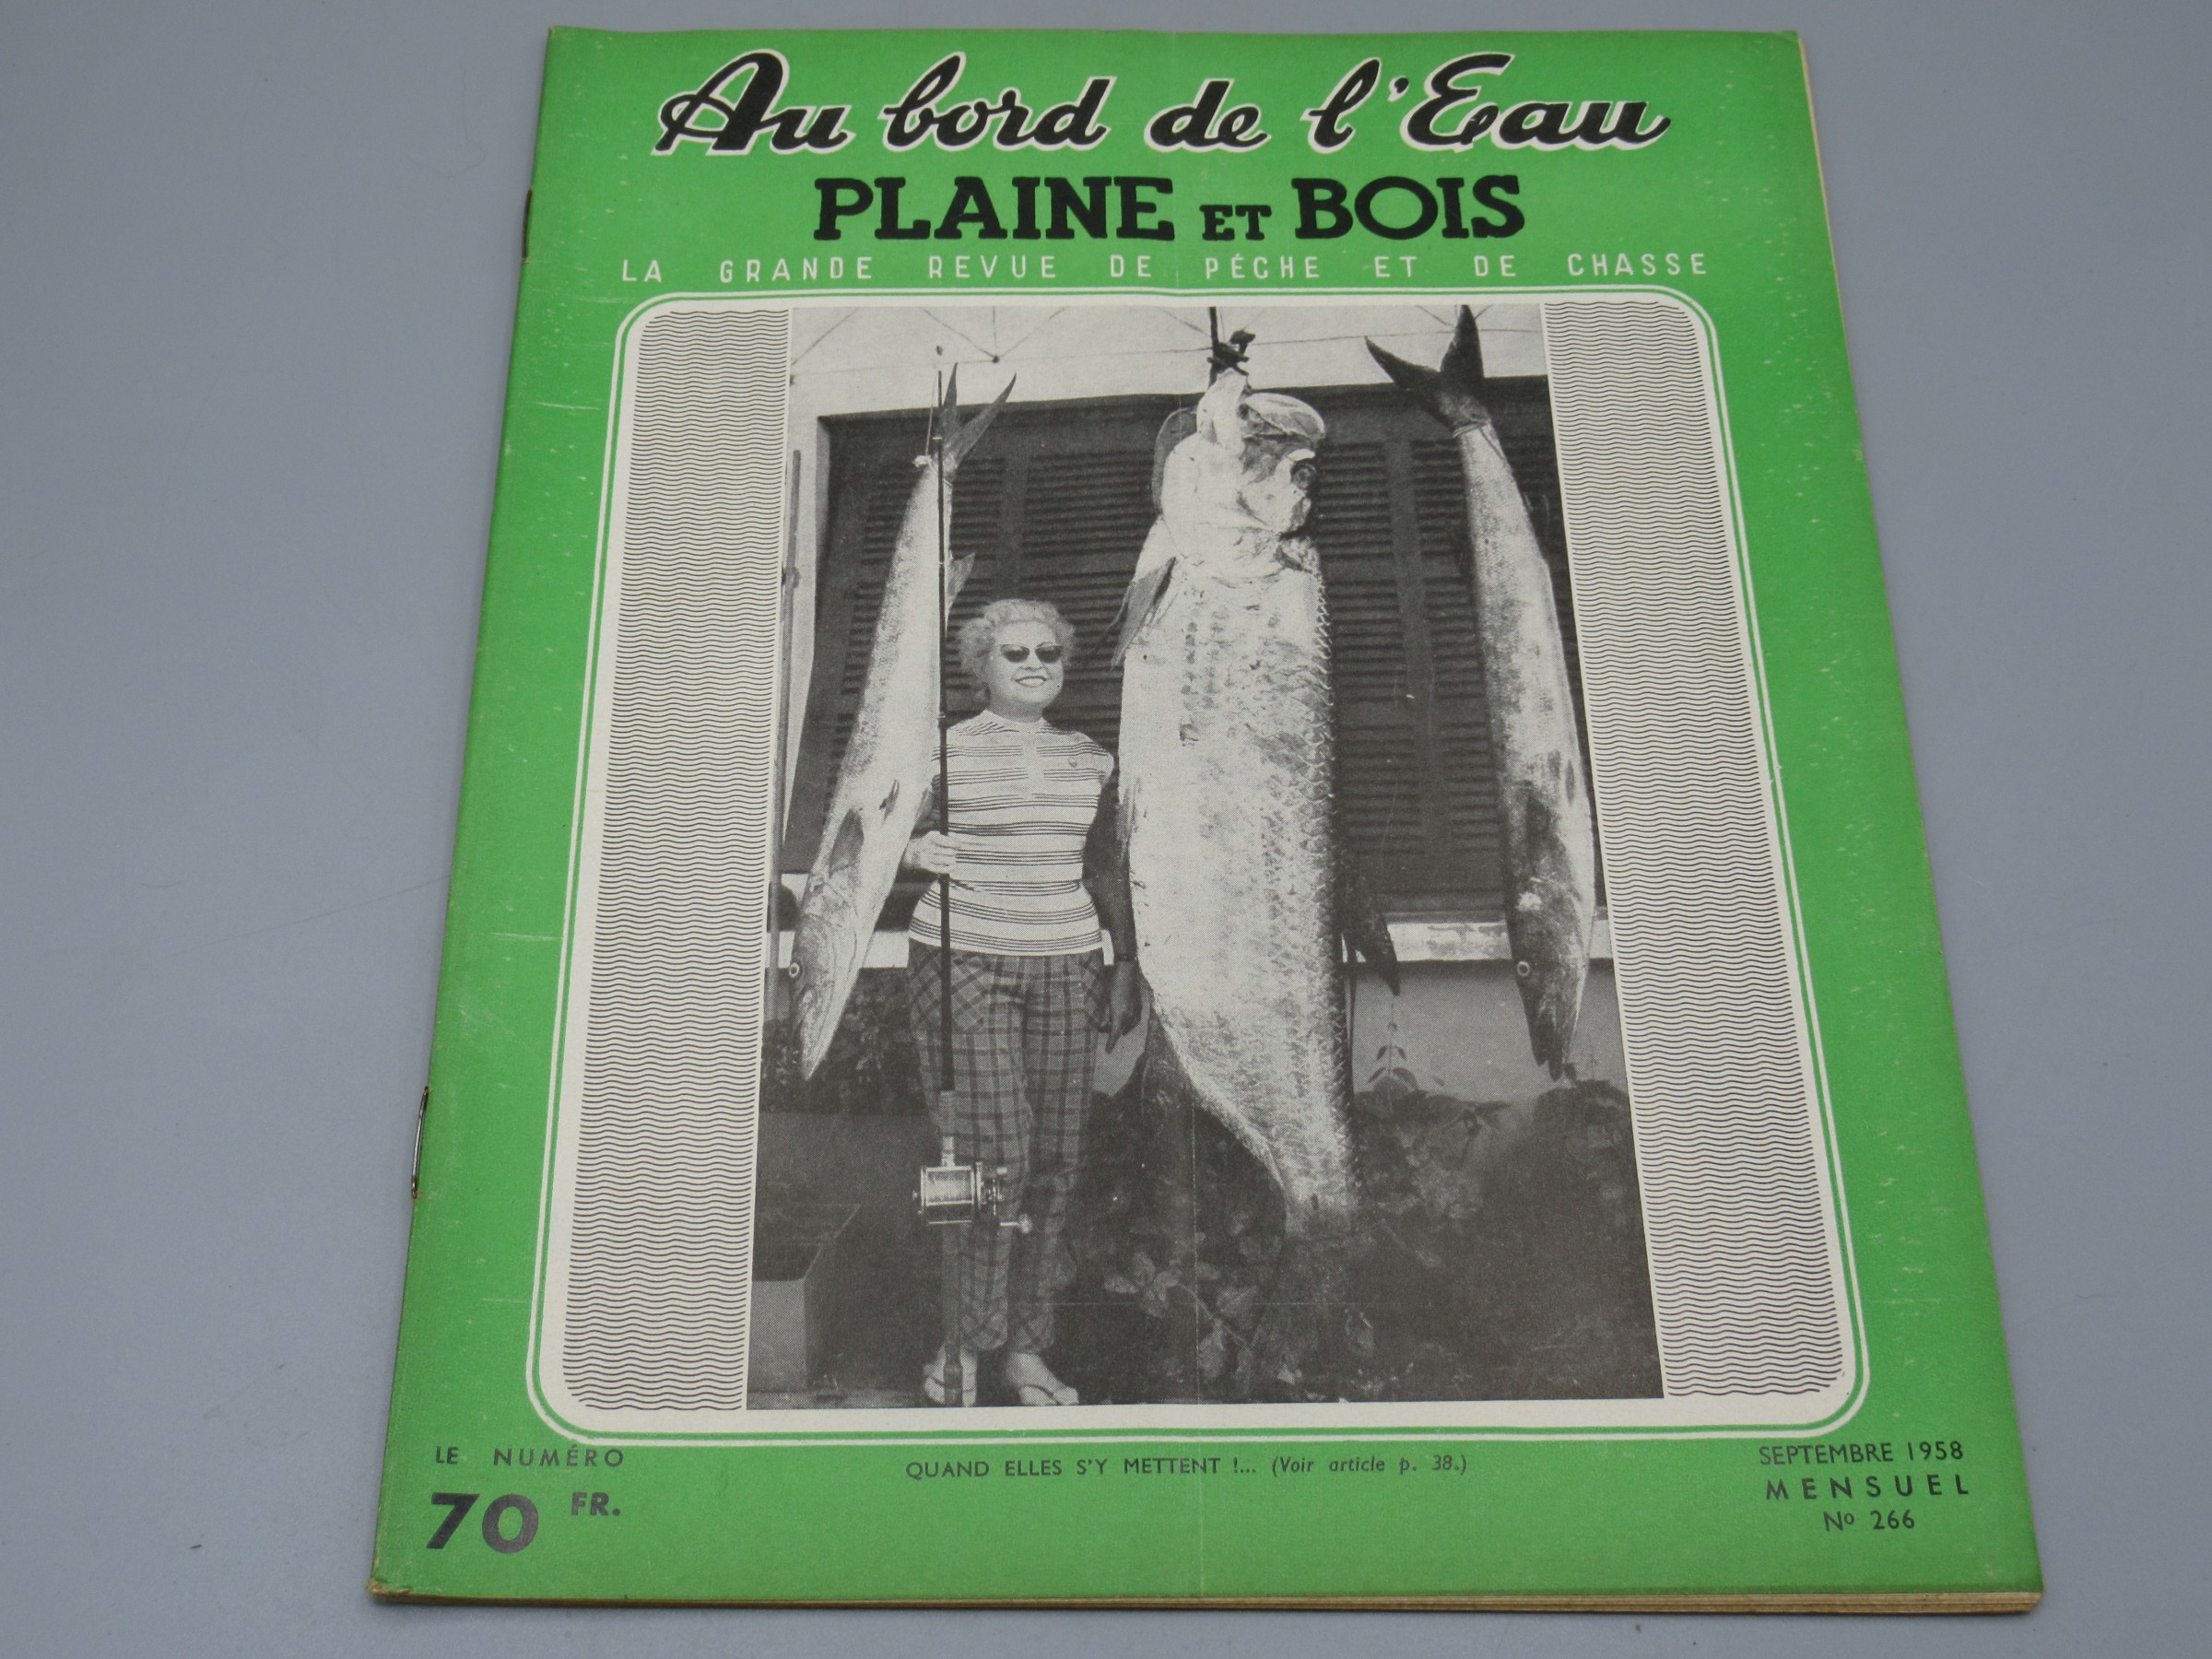 Au bord de l'Eau
PLAINE ET BOIS
LA GRANDE REVUE DE PÊCHE ET DE CHASSE
LE NUMÉRO
70 FR.
QUAND ELLES S'Y METTENT !... (Voir article p. 38.)
SEPTEMBRE 1958
MENSUEL
Nº 266